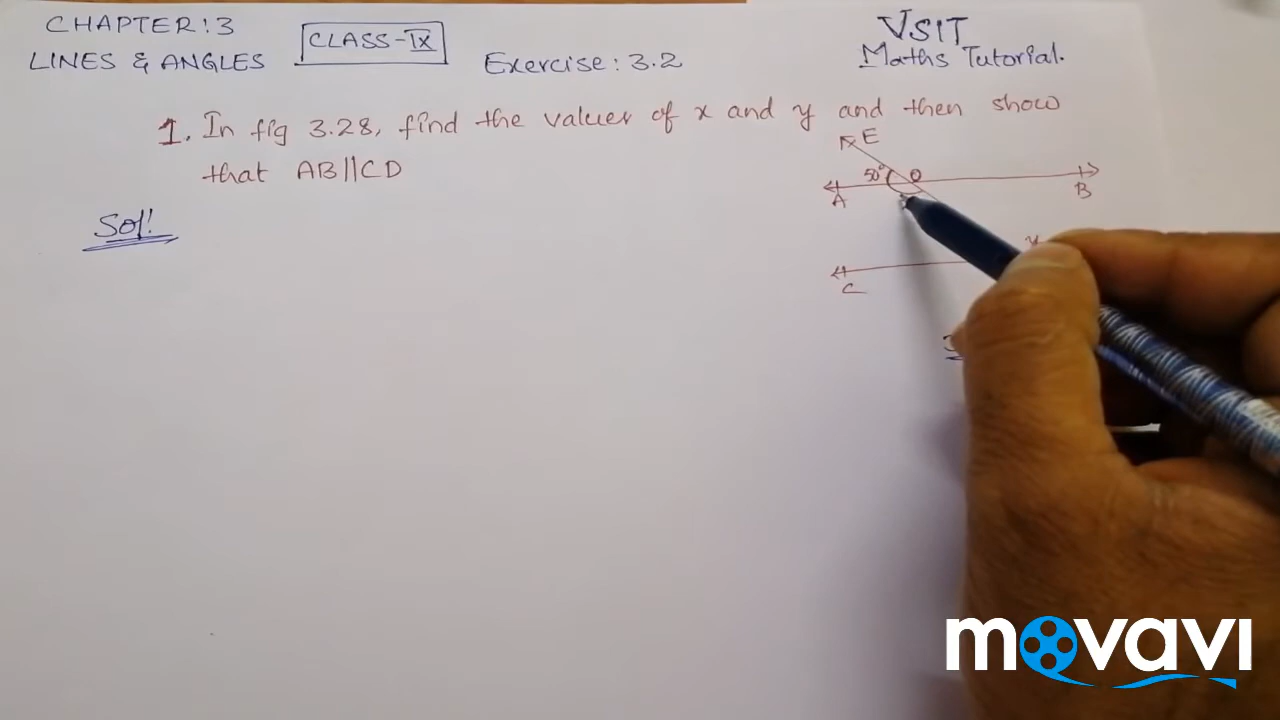 CHAPTER: 3
LINES & ANGLES
CLASS-IX
Exercise: 3.2
VSIT
Maths Tutorial.
1. In fig 3.28, find the values of x and y and then show
that AB||CD
E
50° O
A
B
y
C
Sol!
movavi